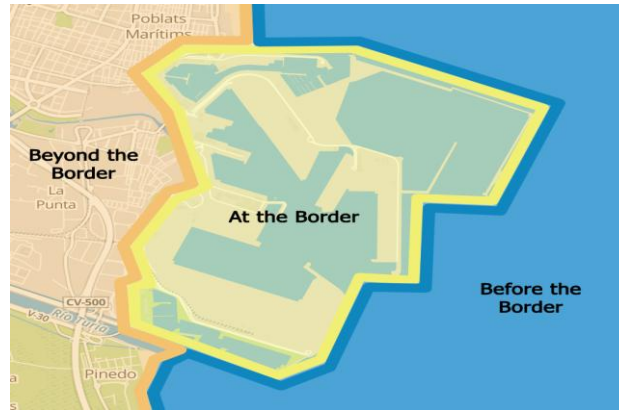 Poblats
Marítims
Beyond the
Border
La
Punta
At the Border
Before the
Border
CV-500
V-30
Río Turia
Pinedo